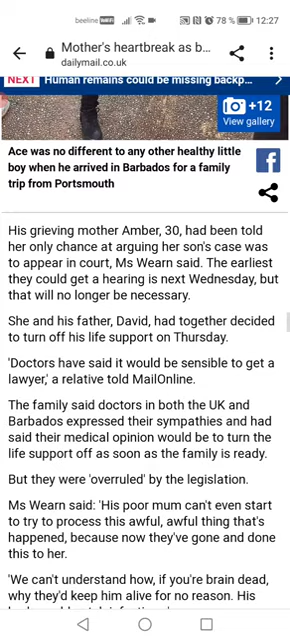 beeline 78 % 12:27
Mother's heartbreak as b...
dailymail.co.uk
NEXT Human remains could be missing backp...
+12
View gallery
Ace was no different to any other healthy little
boy when he arrived in Barbados for a family
trip from Portsmouth
His grieving mother Amber, 30, had been told
her only chance at arguing her son's case was
to appear in court, Ms Wearn said. The earliest
they could get a hearing is next Wednesday, but
that will no longer be necessary.
She and his father, David, had together decided
to turn off his life support on Thursday.
'Doctors have said it would be sensible to get a
lawyer,' a relative told MailOnline.
The family said doctors in both the UK and
Barbados expressed their sympathies and had
said their medical opinion would be to turn the
life support off as soon as the family is ready.
But they were 'overruled' by the legislation.
Ms Wearn said: 'His poor mum can't even start
to try to process this awful, awful thing that's
happened, because now they've gone and done
this to her.
'We can't understand how, if you're brain dead,
why they'd keep him alive for no reason. His